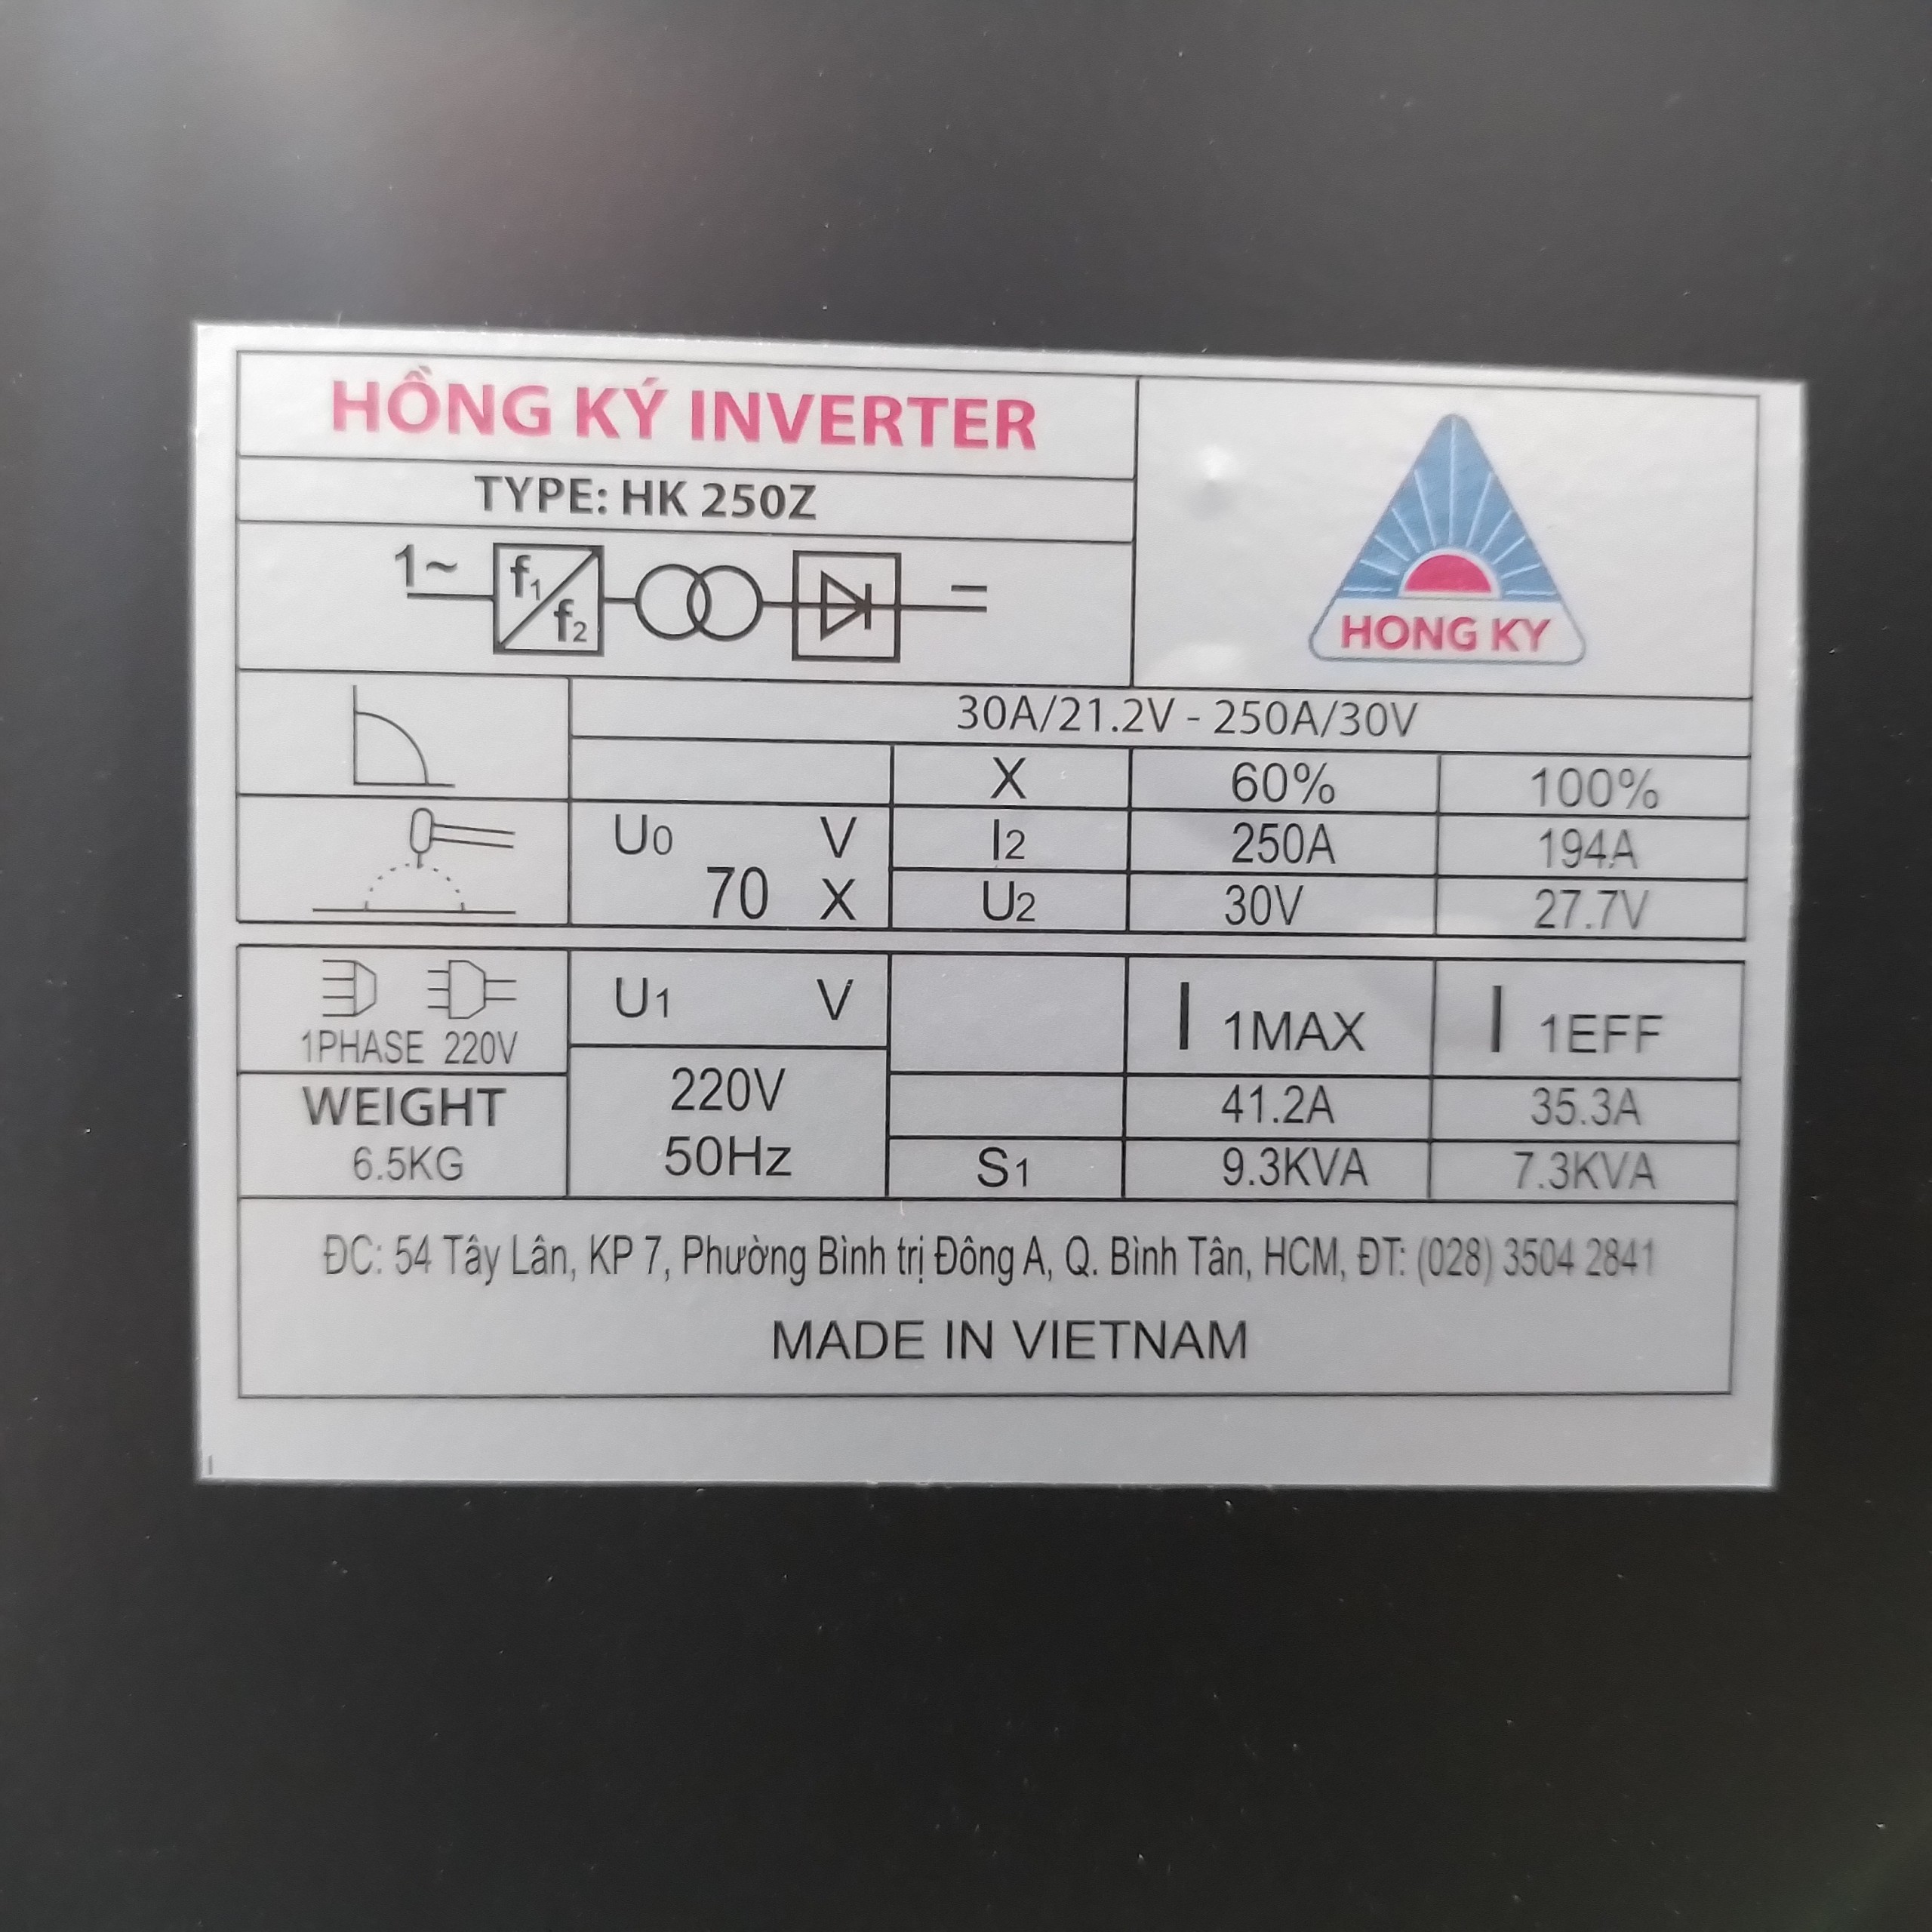 HỒNG KÝ INVERTER
TYPE: HK 250Z
HONG KY
1~ f1 f2
30A/21.2V - 250A/30V
X 60% 100%
U0 V I2 250A 194A
70 X U2 30V 27.7V
1PHASE 220V
U1 V I 1MAX I 1EFF
WEIGHT 220V 41.2A 35.3A
6.5KG 50Hz S1 9.3KVA 7.3KVA
ĐC: 54 Tây Lân, KP 7, Phường Bình trị Đông A, Q. Bình Tân, HCM, ĐT: (028) 3504 2841
MADE IN VIETNAM